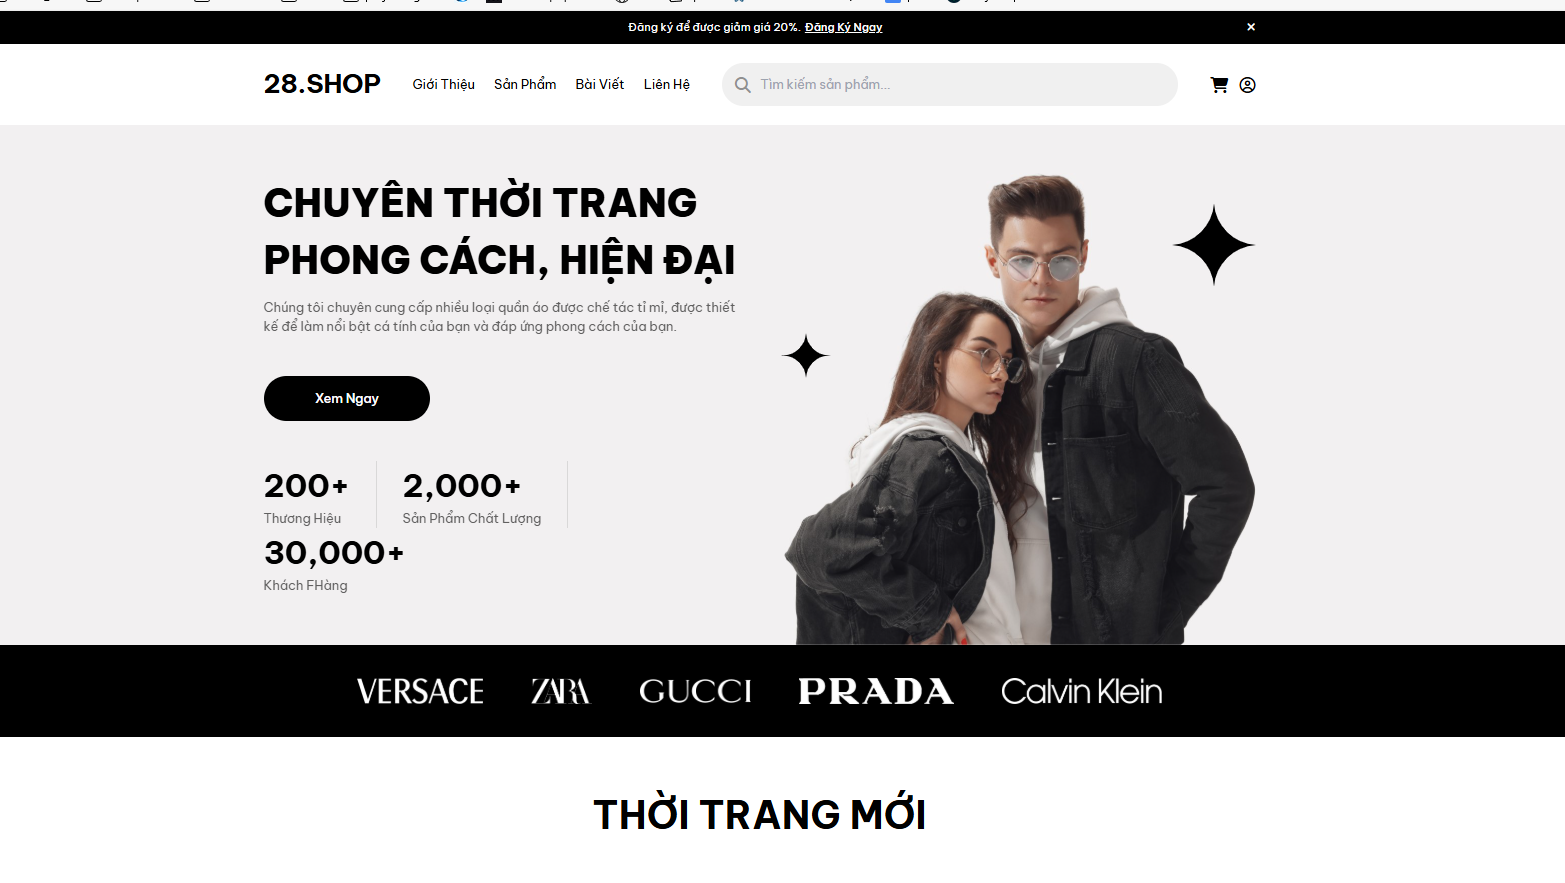 Đăng ký để được giảm giá 20%. Đăng Ký Ngay
28.SHOP
Giới Thiệu
Sản Phẩm
Bài Viết
Liên Hệ
Tìm kiếm sản phẩm...
CHUYÊN THỜI TRANG
PHONG CÁCH, HIỆN ĐẠI
Chúng tôi chuyên cung cấp nhiều loại quần áo được chế tác tỉ mỉ, được thiết
kế để làm nổi bật cá tính của bạn và đáp ứng phong cách của bạn.
Xem Ngay
200+
Thương Hiệu
2,000+
Sản Phẩm Chất Lượng
30,000+
Khách FHàng
VERSACE
ZARA
GUCCI
PRADA
Calvin Klein
THỜI TRANG MỚI